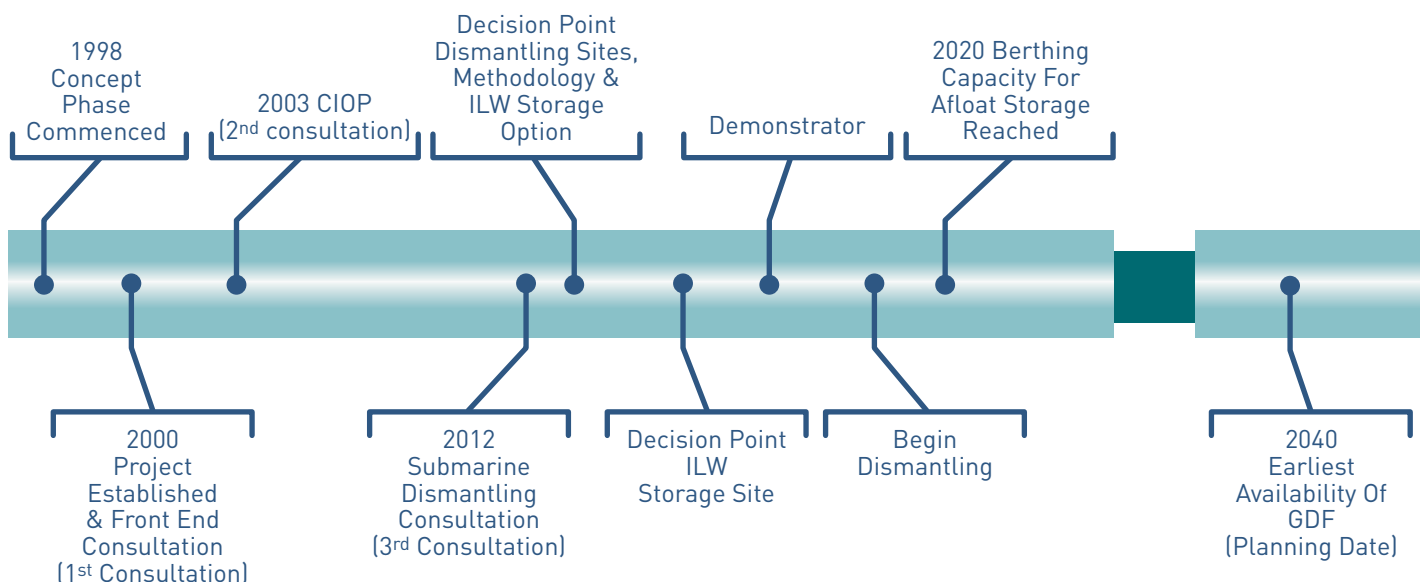 1998
Concept
Phase
Commenced
2003 CIOP
(2nd consultation)
Decision Point
Dismantling Sites,
Methodology &
ILW Storage
Option
Demonstrator
2020 Berthing
Capacity For
Afloat Storage
Reached
2000
Project
Established
& Front End
Consultation
(1st Consultation)
2012
Submarine
Dismantling
Consultation
(3rd Consultation)
Decision Point
ILW
Storage Site
Begin
Dismantling
2040
Earliest
Availability Of
GDF
(Planning Date)